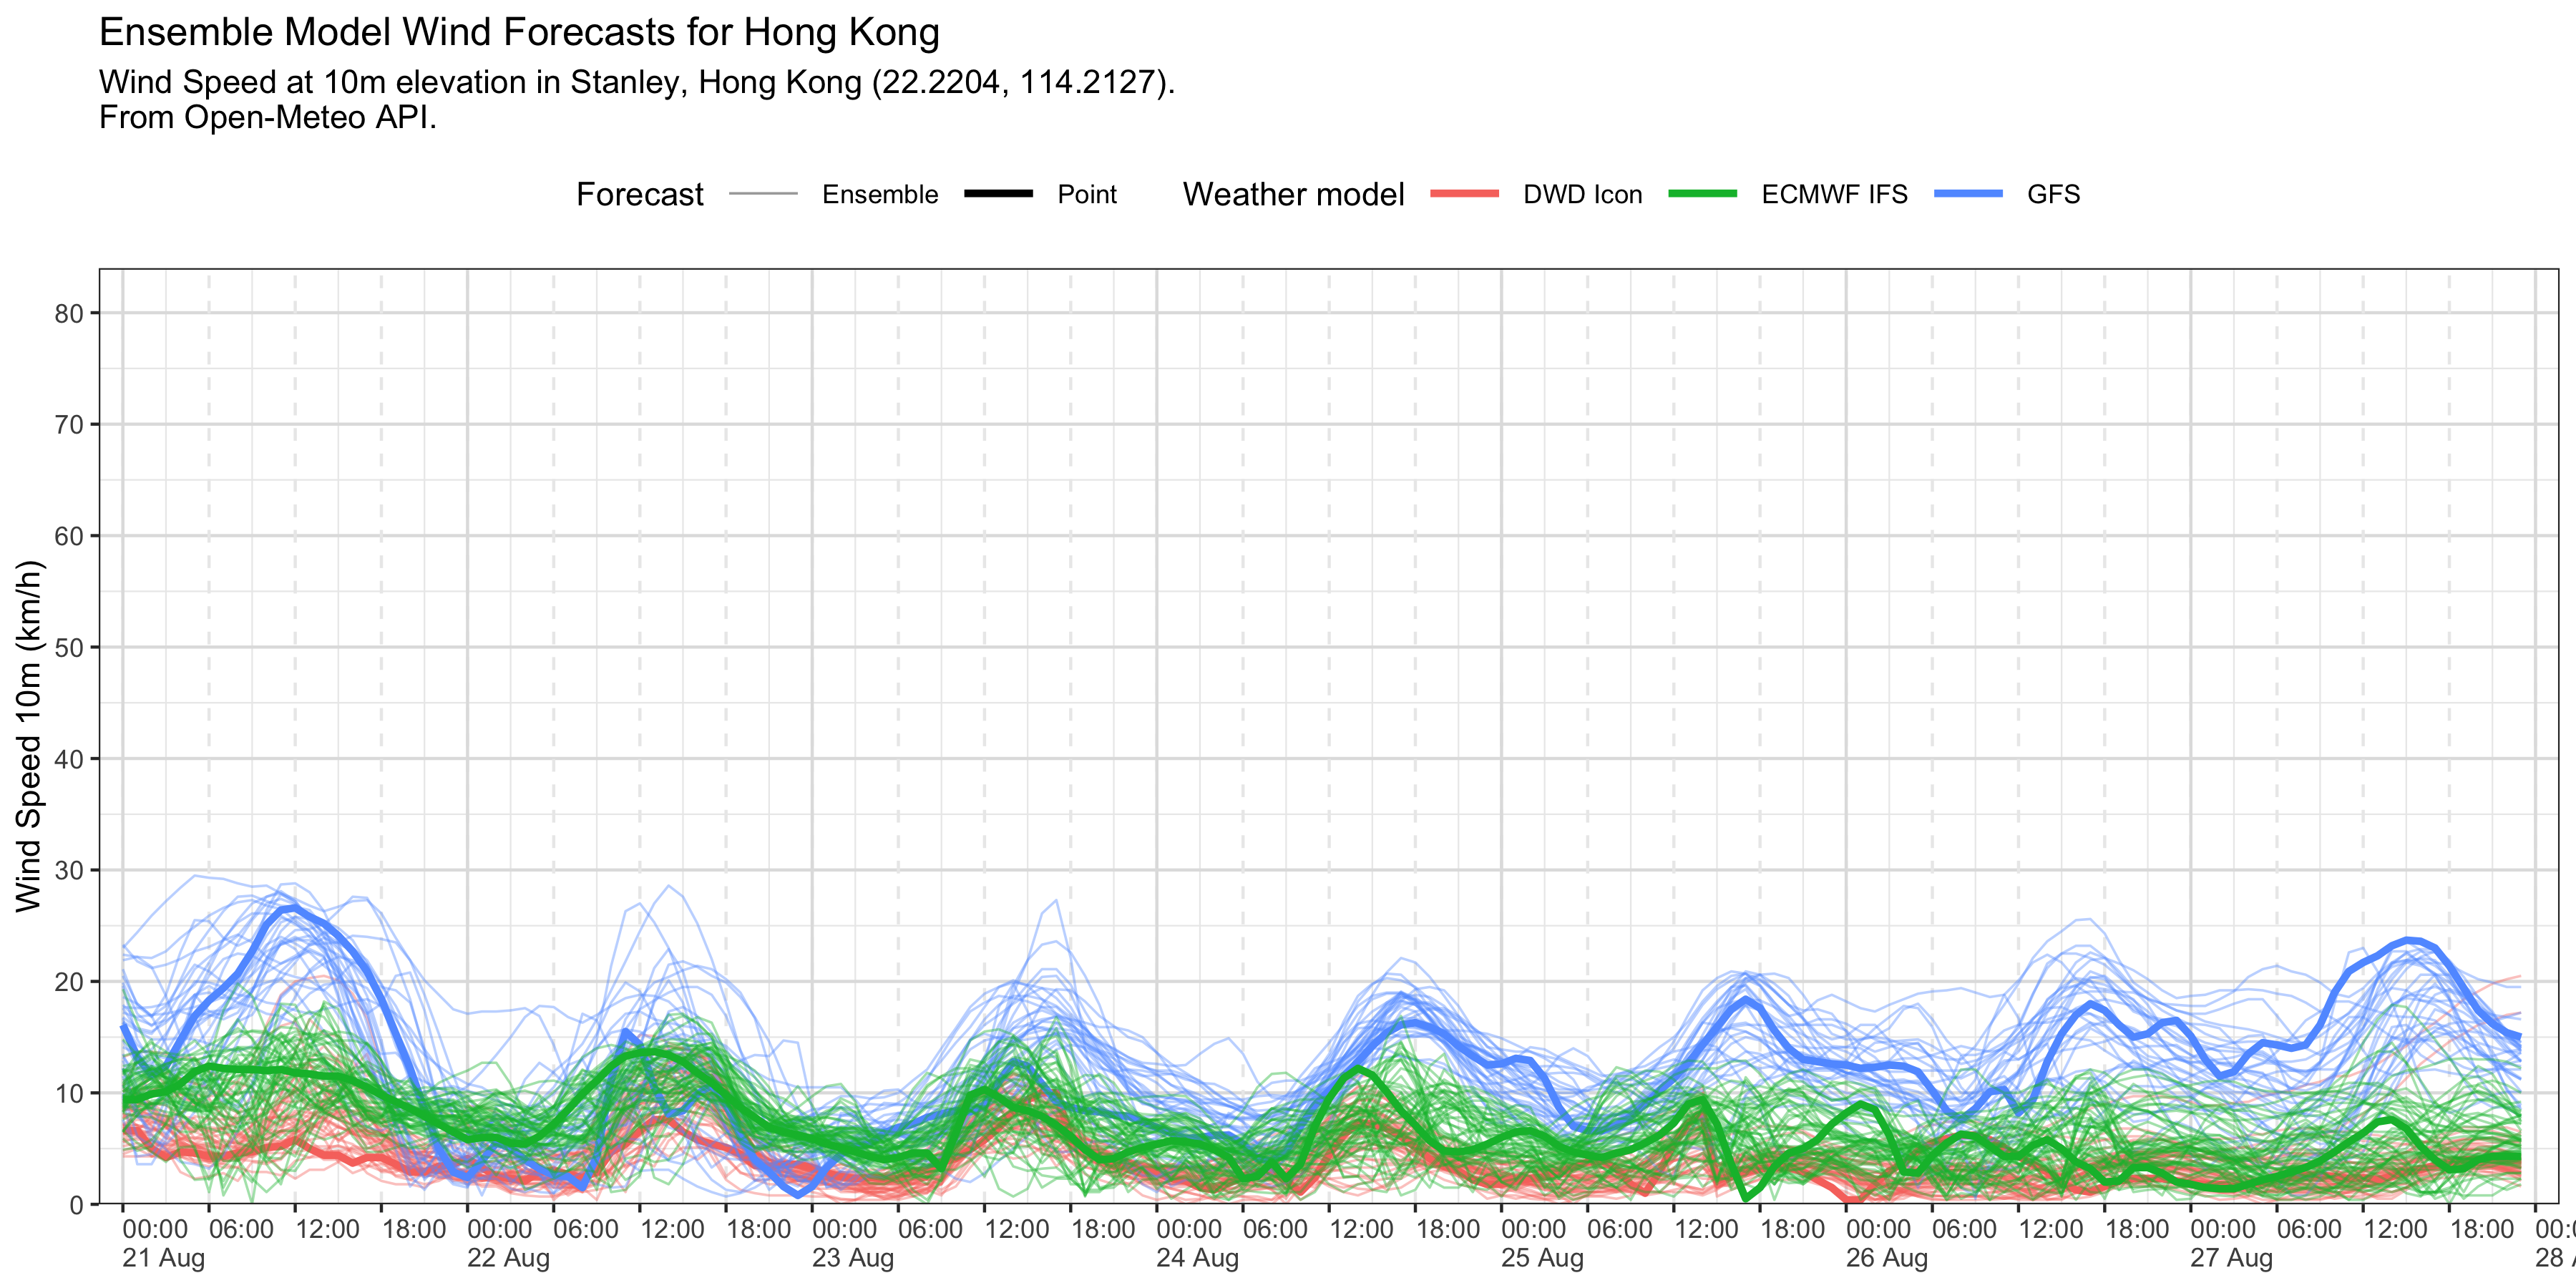 Ensemble Model Wind Forecasts for Hong Kong
Wind Speed at 10m elevation in Stanley, Hong Kong (22.2204, 114.2127).
From Open-Meteo API.
Forecast Ensemble Point Weather model DWD Icon ECMWF IFS GFS
Wind Speed 10m (km/h)
80
70
60
50
40
30
20
10
0
00:00 06:00 12:00 18:00 00:00 06:00 12:00 18:00 00:00 06:00 12:00 18:00 00:00 06:00 12:00 18:00 00:00 06:00 12:00 18:00 00:00 06:00 12:00 18:00 00:00 06:00 12:00 18:00 00:
21 Aug 22 Aug 23 Aug 24 Aug 25 Aug 26 Aug 27 Aug 28